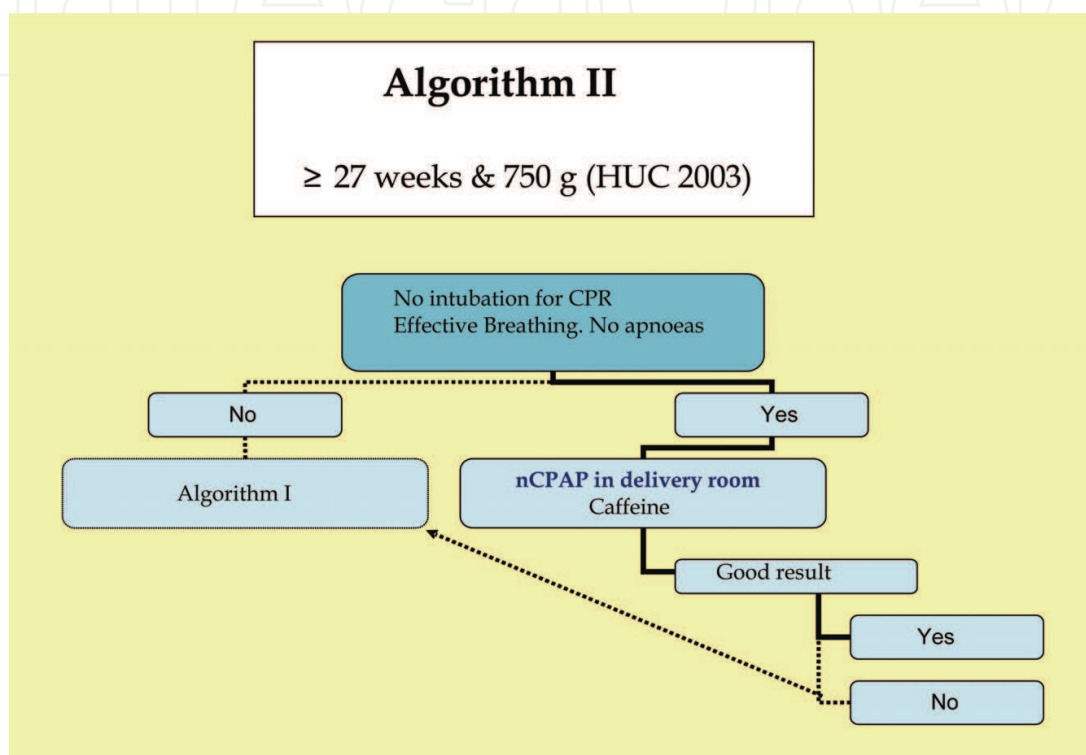 Algorithm II
≥ 27 weeks & 750 g (HUC 2003)
No intubation for CPR
Effective Breathing. No apnoeas
No
Yes
Algorithm I
nCPAP in delivery room
Caffeine
Good result
Yes
No